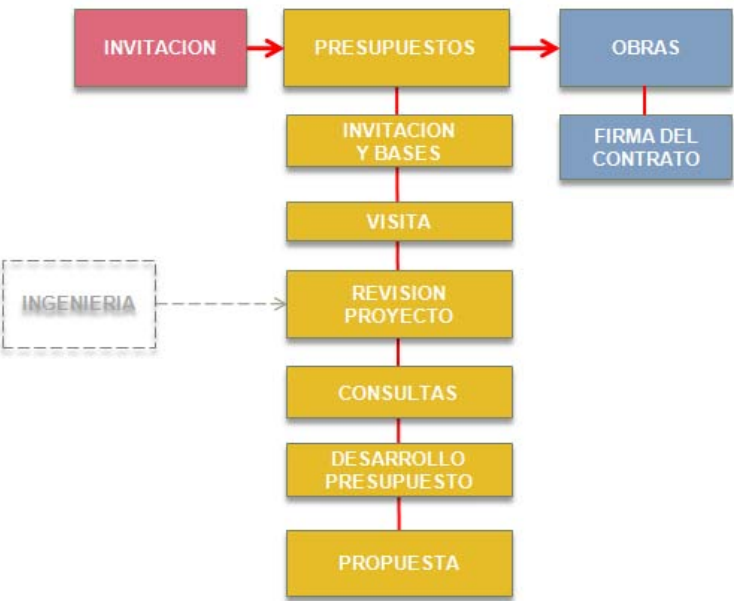 INVITACION
PRESUPUESTOS
OBRAS
INVITACION
Y BASES
FIRMA DEL
CONTRATO
VISITA
INGENIERIA
REVISION
PROYECTO
CONSULTAS
DESARROLLO
PRESUPUESTO
PROPUESTA